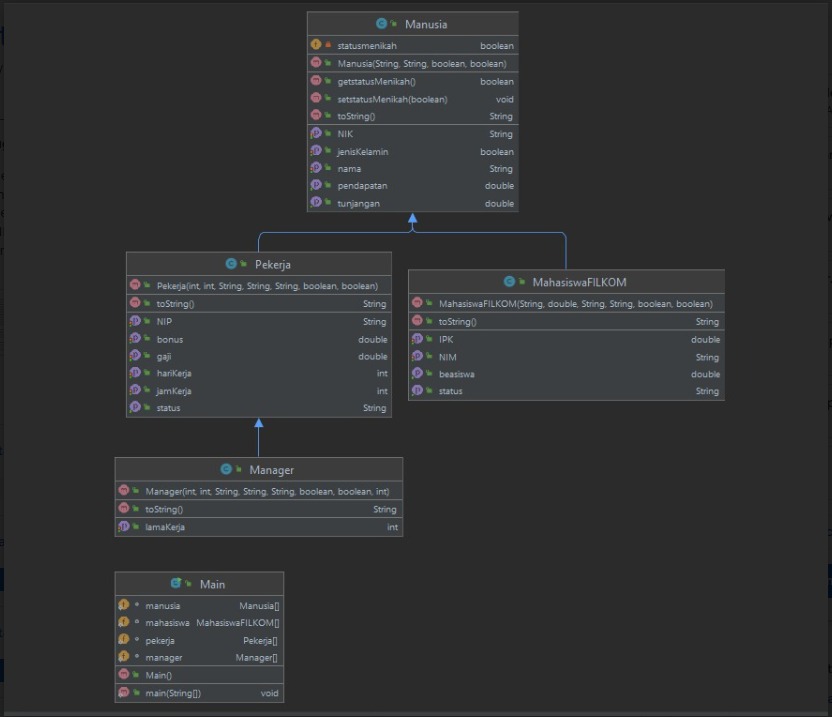 Manusia
statusmenikah boolean
Manusia(String, String, boolean, boolean)
getstatusMenikah() boolean
setstatusMenikah(boolean) void
toString() String
NIK String
jenisKelamin boolean
nama String
pendapatan double
tunjangan double
Pekerja
Pekerja(int, int, String, String, String, boolean, boolean)
toString() String
NIP String
bonus double
gaji double
hariKerja int
jamKerja int
status String
MahasiswaFILKOM
MahasiswaFILKOM(String, double, String, String, boolean, boolean)
toString() String
IPK double
NIM String
beasiswa double
status String
Manager
Manager(int, int, String, String, String, boolean, boolean, int)
toString() String
lamaKerja int
Main
manusia Manusia[]
mahasiswa MahasiswaFILKOM[]
pekerja Pekerja[]
manager Manager[]
Main()
main(String[]) void